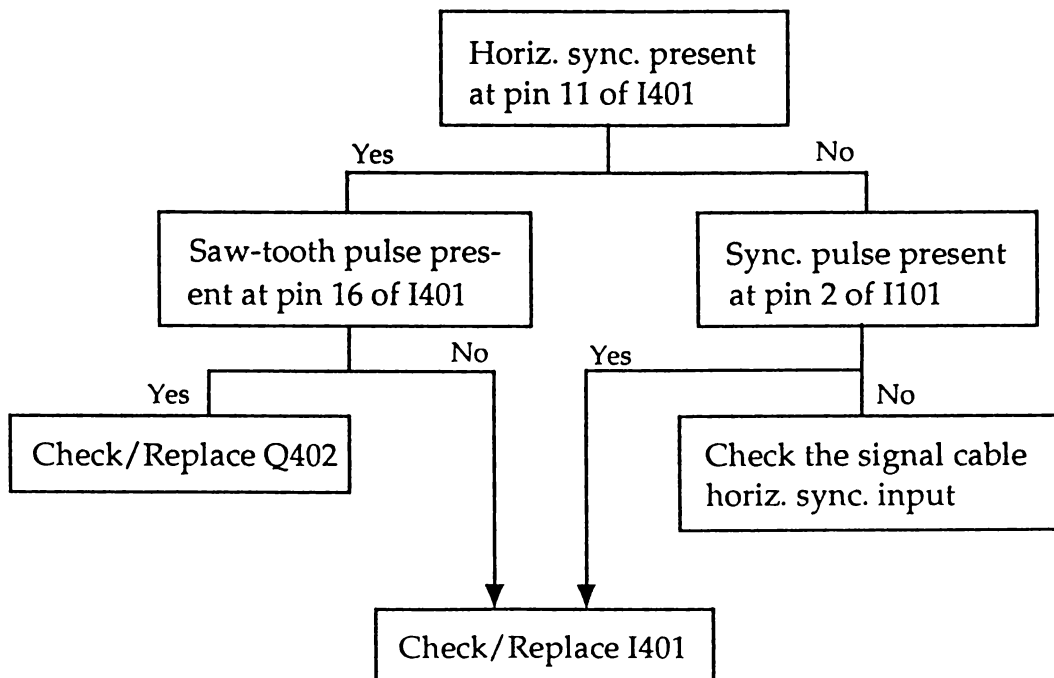 Horiz. sync. present
at pin 11 of I401
Yes
No
Saw-tooth pulse pres-
ent at pin 16 of I401
Sync. pulse present
at pin 2 of I101
Yes
No
Yes
No
Check/Replace Q402
Check the signal cable
horiz. sync. input
Check/Replace I401